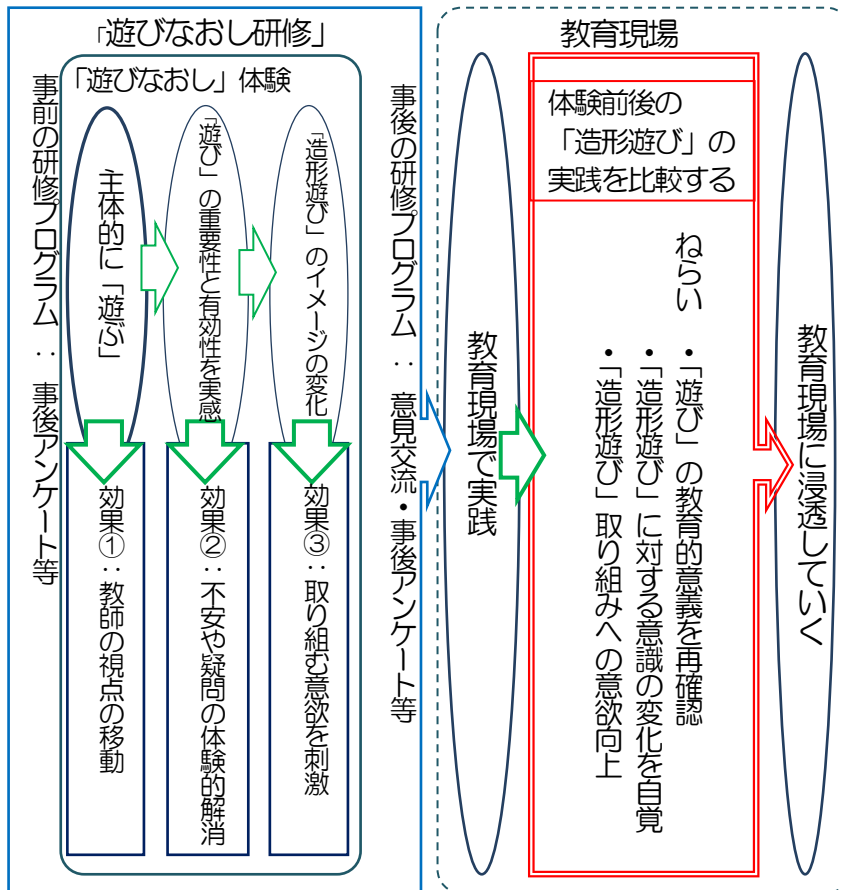 「遊びなおし研修」
「遊びなおし」体験
事前の研修プログラム：事後アンケート等
主体的に「遊ぶ」
「遊び」の重要性と有効性を実感
「造形遊び」のイメージの変化
効果①：教師の視点の移動
効果②：不安や疑問の体験的解消
効果③：取り組む意欲を刺激
事後の研修プログラム：意見交流・事後アンケート等
教育現場
教育現場で実践
体験前後の
「造形遊び」の
実践を比較する
ねらい ・「遊び」の教育的意義を再確認
・「造形遊び」に対する意識の変化を自覚
・「造形遊び」取り組みへの意欲向上
教育現場に浸透していく